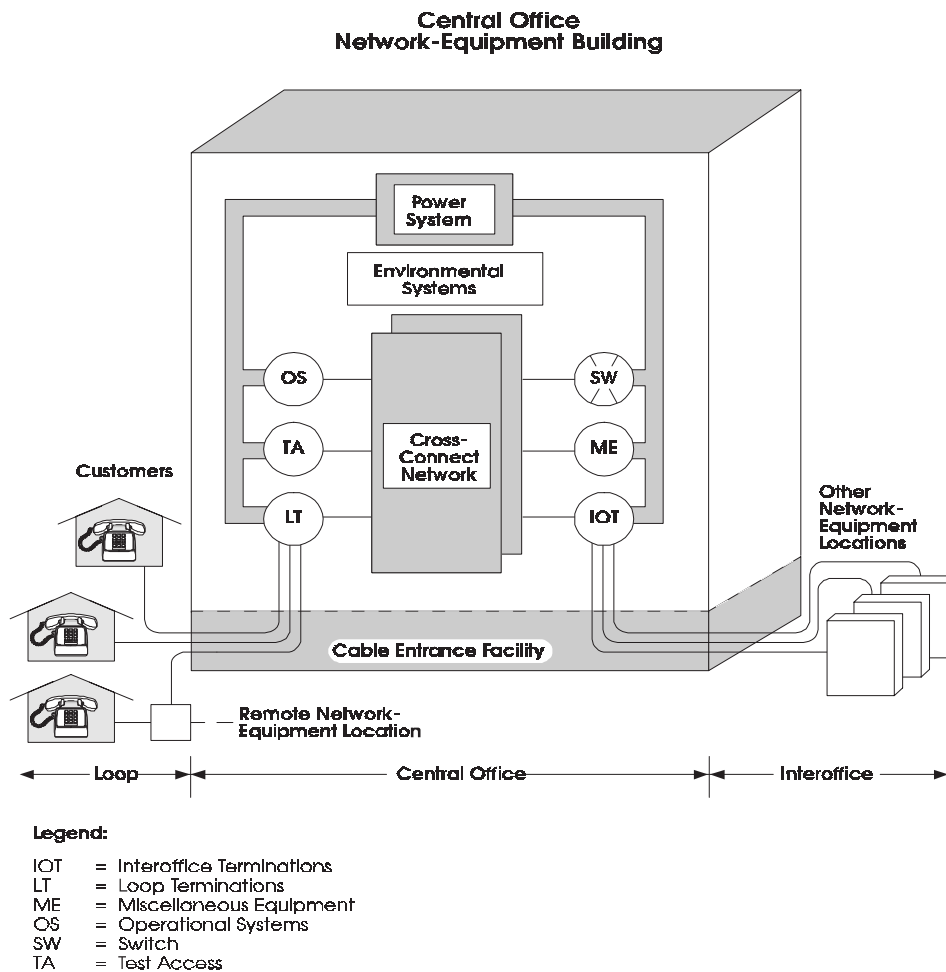 Central Office
Network-Equipment Building
Power
System
Environmental
Systems
OS
SW
TA
Cross-
Connect
Network
ME
Customers
LT
IOT
Other
Network-
Equipment
Locations
Cable Entrance Facility
Remote Network-
Equipment Location
Loop
Central Office
Interoffice
Legend:
IOT = Interoffice Terminations
LT = Loop Terminations
ME = Miscellaneous Equipment
OS = Operational Systems
SW = Switch
TA = Test Access